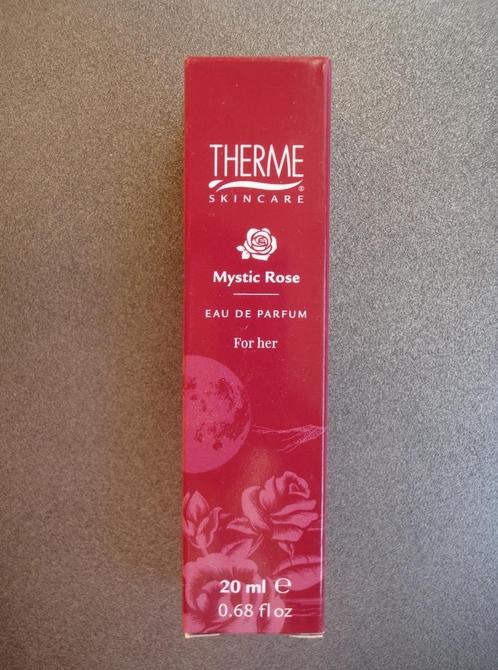 THERME
®
SKINCARE
Mystic Rose
EAU DE PARFUM
For her
20 ml ℮
0.68 fl oz